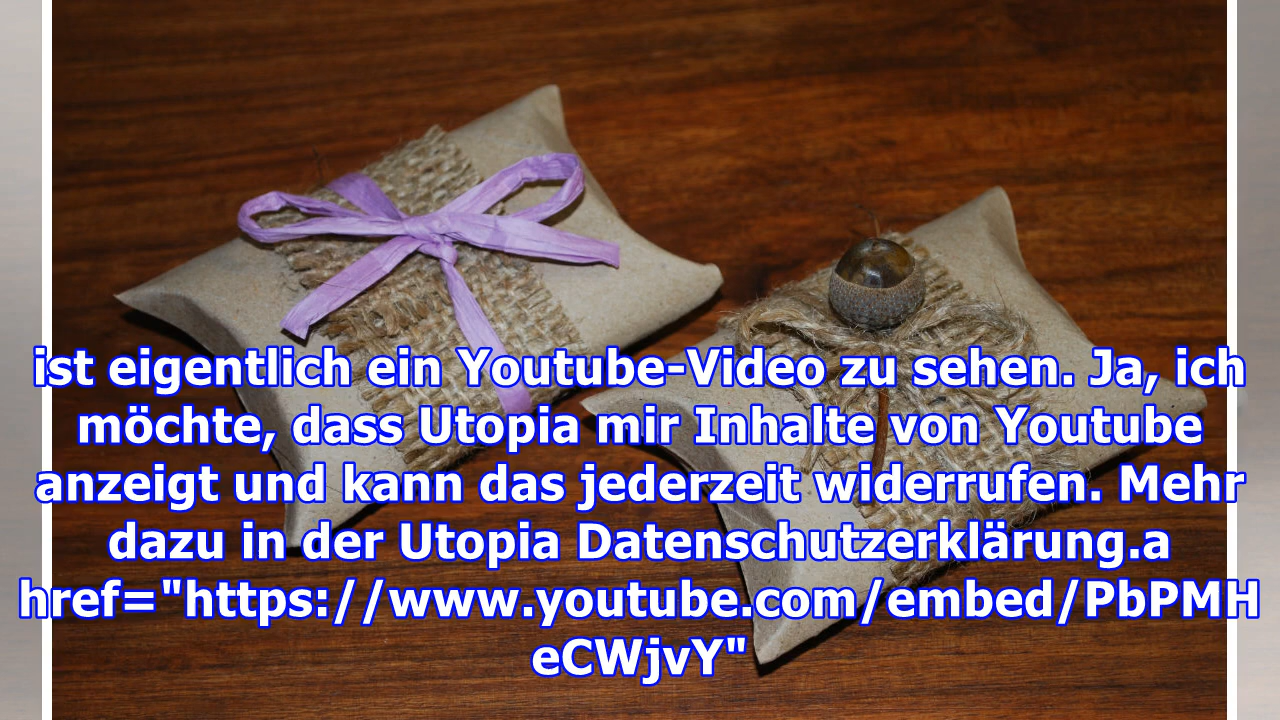 ist eigentlich ein Youtube-Video zu sehen. Ja, ich
möchte, dass Utopia mir Inhalte von Youtube
anzeigt und kann das jederzeit widerrufen. Mehr
dazu in der Utopia Datenschutzerklärung.a
href="https://www.youtube.com/embed/PbPMH
eCWjvY"